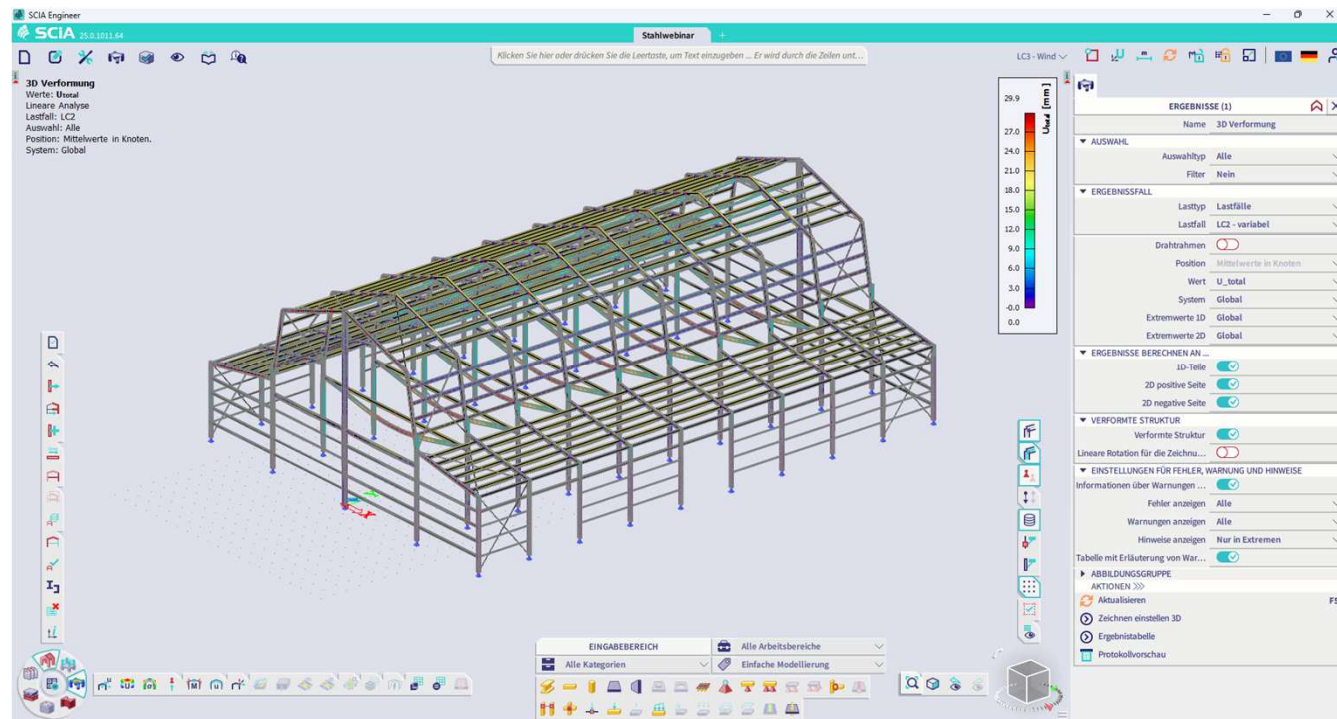 SCIA Engineer
SCIA 25.0.1011.64
Stahlwebinar +
Klicken Sie hier oder drücken Sie die Leertaste, um Text einzugeben ... Er wird durch die Zeilen unt...
LC3 - Wind
3D Verformung
Werte: Utotal
Lineare Analyse
Lastfall: LC2
Auswahl: Alle
Position: Mittelwerte in Knoten.
System: Global
Utotal [mm]
29.9
27.0
24.0
21.0
18.0
15.0
12.0
9.0
6.0
3.0
-0.0
0.0
ERGEBNISSE (1)
Name 3D Verformung
AUSWAHL
Auswahltyp Alle
Filter Nein
ERGEBNISSFALL
Lasttyp Lastfälle
Lastfall LC2 - variabel
Drahtrahmen
Position Mittelwerte in Knoten
Wert U_total
System Global
Extremwerte 1D Global
Extremwerte 2D Global
ERGEBNISSE BERECHNEN AN ...
1D-Teile
2D positive Seite
2D negative Seite
VERFORMTE STRUKTUR
Verformte Struktur
Lineare Rotation für die Zeichnu...
EINSTELLUNGEN FÜR FEHLER, WARNUNG UND HINWEISE
Informationen über Warnungen ...
Fehler anzeigen Alle
Warnungen anzeigen Alle
Hinweise anzeigen Nur in Extremen
Tabelle mit Erläuterung von War...
ABBILDUNGSGRUPPE
AKTIONEN >>>
Aktualisieren F5
Zeichnen einstellen 3D
Ergebnistabelle
Protokollvorschau
EINGABEBEREICH Alle Arbeitsbereiche
Alle Kategorien Einfache Modellierung